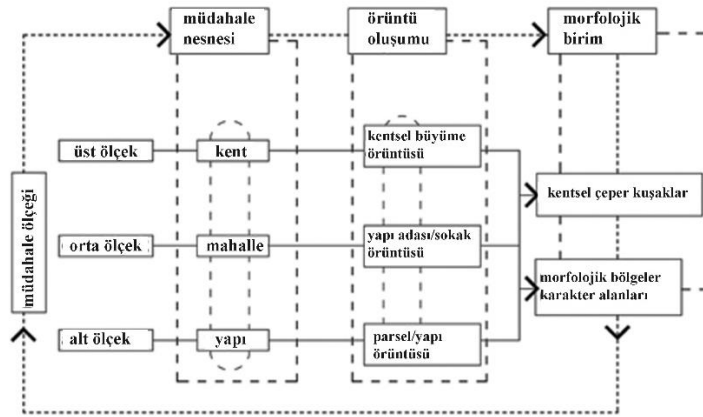 müdahale
nesnesi
örüntü
oluşumu
morfolojik
birim
üst ölçek
kent
kentsel büyüme
örüntüsü
kentsel çeper kuşaklar
müdahale ölçeği
orta ölçek
mahalle
yapı adası/sokak
örüntüsü
morfolojik bölgeler
karakter alanları
alt ölçek
yapı
parsel/yapı
örüntüsü